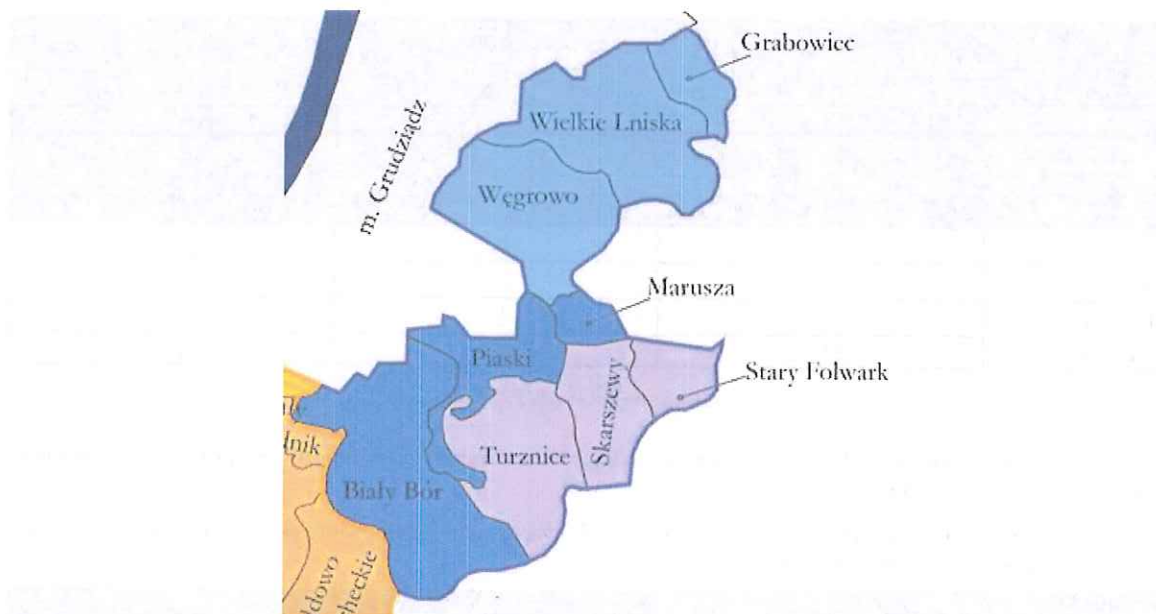 Grabowiec
Wielkie Lniska
m. Grudziądz
Węgrowo
Marusza
Piaski
Stary Folwark
Skarszewy
Turznice
Biały Bór